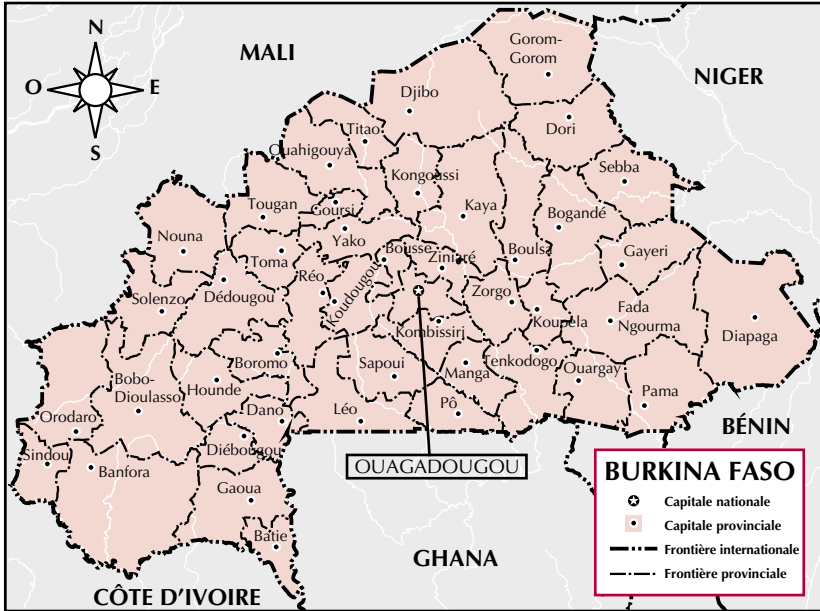 N
O
E
S
MALI
NIGER
Gorom-
Gorom
Djibo
Dori
Titao
Ouahigouya
Kongoussi
Sebba
Tougan
Goursi
Kaya
Bogandé
Nouna
Yako
Toma
Bousse
Ziniaré
Boulsa
Gayeri
Réo
Koudougou
Solenzo
Dédougou
Zorgo
Koupéla
Fada
Ngourma
Diapaga
Kombissiri
Boromo
Sapoui
Manga
Tenkodogo
Ouargay
Bobo-
Dioulasso
Hounde
Pama
Orodaro
Dano
Léo
Pô
Sindou
Banfora
Diébougou
Gaoua
Batie
OUAGADOUGOU
BÉNIN
GHANA
CÔTE D'IVOIRE
BURKINA FASO
Capitale nationale
Capitale provinciale
Frontière internationale
Frontière provinciale